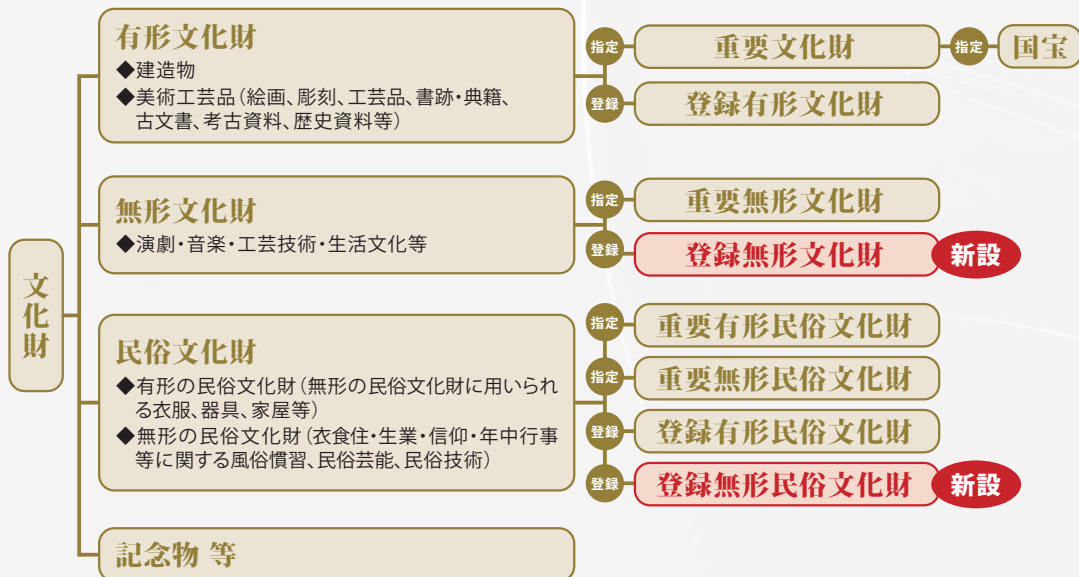 文化財
有形文化財
◆建造物
◆美術工芸品(絵画、彫刻、工芸品、書跡・典籍、
古文書、考古資料、歴史資料等)
指定
重要文化財
指定
国宝
登録
登録有形文化財
無形文化財
◆演劇・音楽・工芸技術・生活文化等
指定
重要無形文化財
登録
登録無形文化財
新設
民俗文化財
◆有形の民俗文化財(無形の民俗文化財に用いられ
る衣服、器具、家屋等)
◆無形の民俗文化財(衣食住・生業・信仰・年中行事
等に関する風俗慣習、民俗芸能、民俗技術)
指定
重要有形民俗文化財
指定
重要無形民俗文化財
登録
登録有形民俗文化財
登録
登録無形民俗文化財
新設
記念物 等